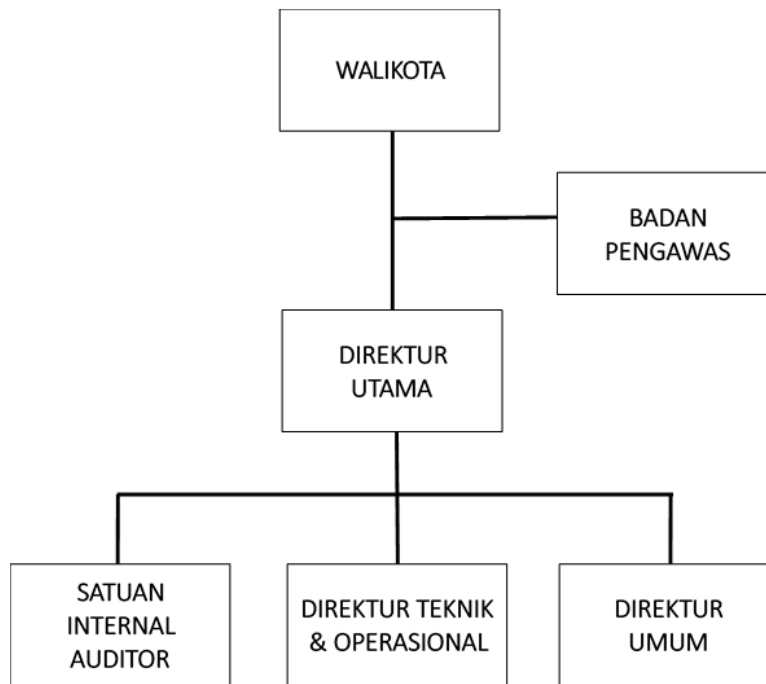 WALIKOTA
BADAN
PENGAWAS
DIREKTUR
UTAMA
SATUAN
INTERNAL
AUDITOR
DIREKTUR TEKNIK
& OPERASIONAL
DIREKTUR
UMUM